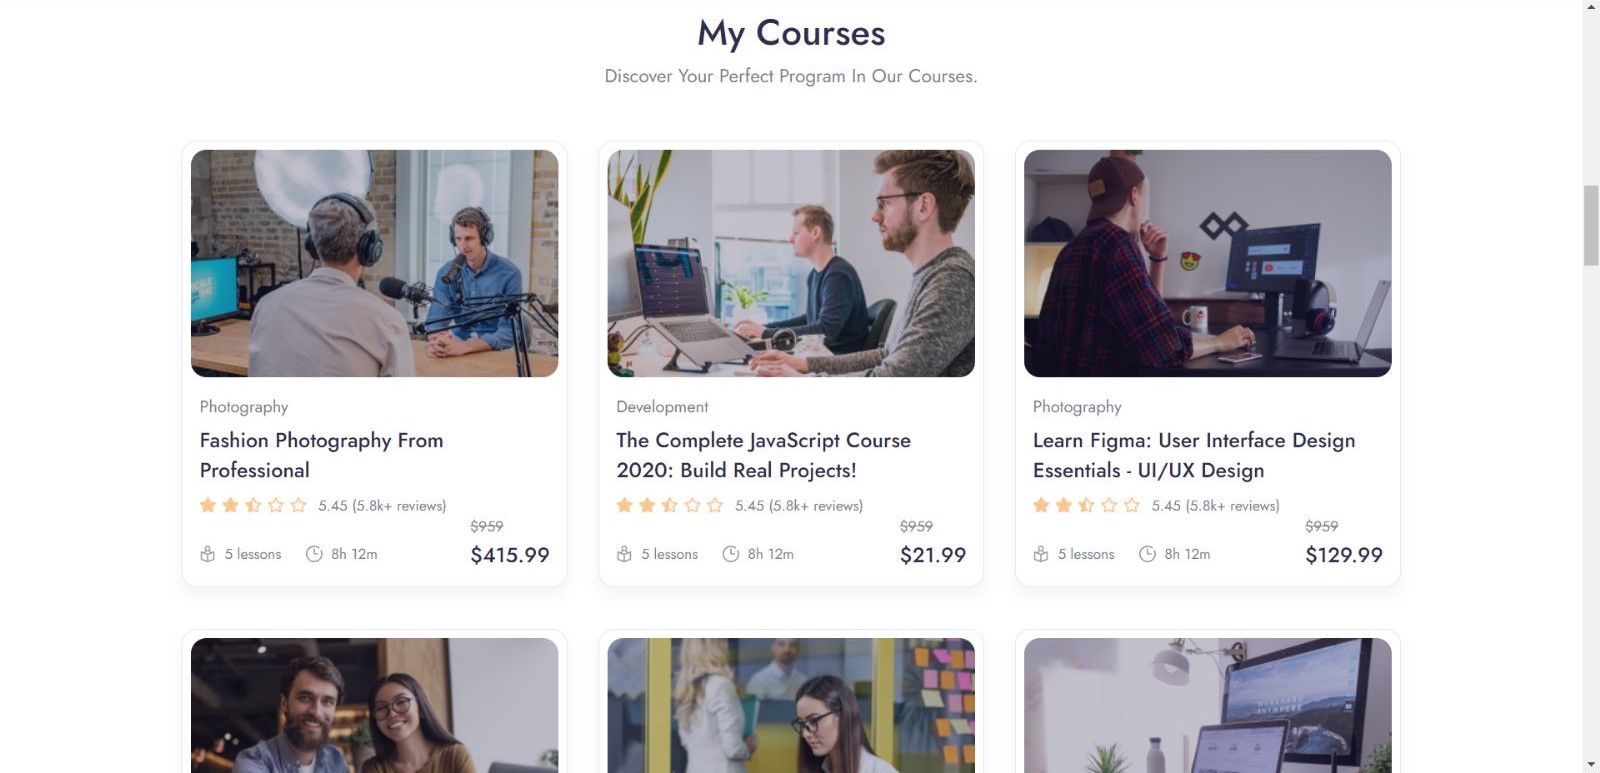 My Courses
Discover Your Perfect Program In Our Courses.
Photography
Fashion Photography From
Professional
5.45 (5.8k+ reviews)
$959
5 lessons 8h 12m $415.99
Development
The Complete JavaScript Course
2020: Build Real Projects!
5.45 (5.8k+ reviews)
$959
5 lessons 8h 12m $21.99
Photography
Learn Figma: User Interface Design
Essentials - UI/UX Design
5.45 (5.8k+ reviews)
$959
5 lessons 8h 12m $129.99
ANYWHERE